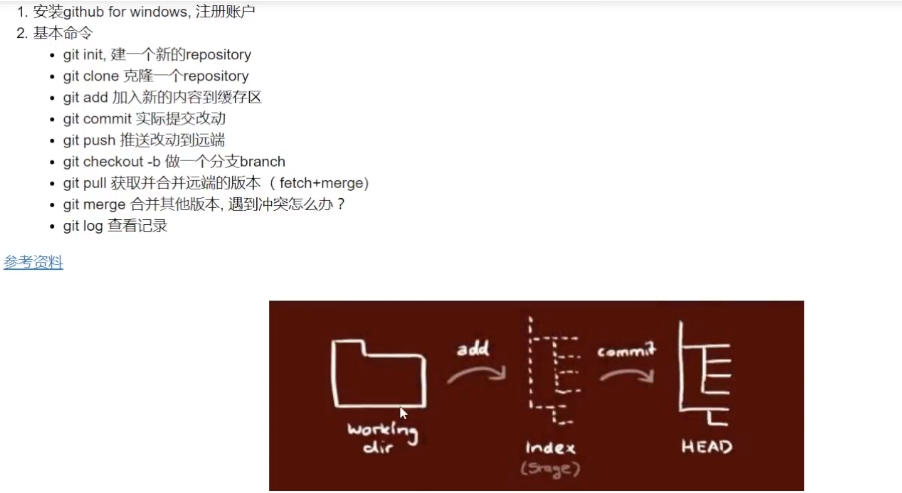 1. 安装github for windows, 注册账户
2. 基本命令
• git init, 建一个新的repository
• git clone 克隆一个repository
• git add 加入新的内容到缓存区
• git commit 实际提交改动
• git push 推送改动到远端
• git checkout -b 做一个分支branch
• git pull 获取并合并远端的版本 （fetch+merge)
• git merge 合并其他版本, 遇到冲突怎么办？
• git log 查看记录
参考资料
add
commit
working
dir
Index
(Stage)
HEAD